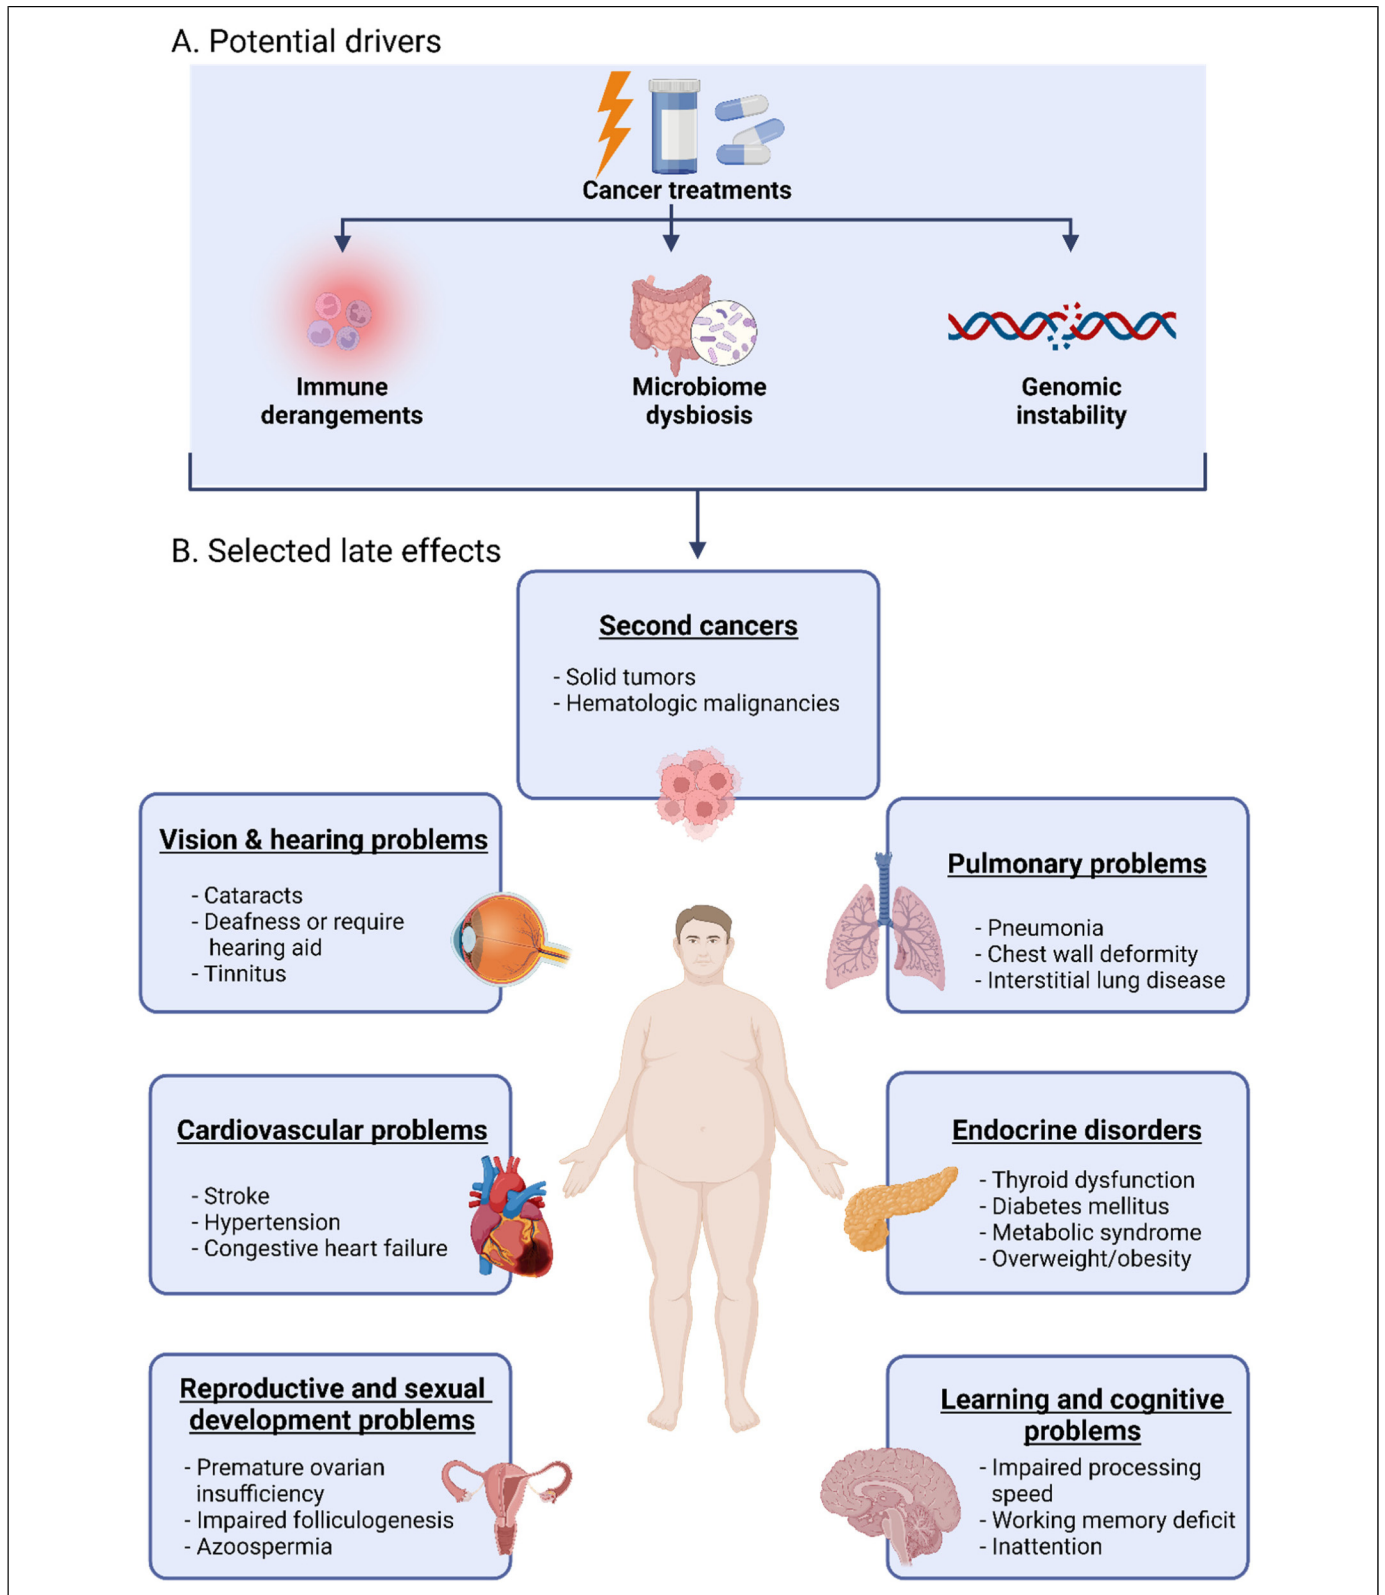 A. Potential drivers
Cancer treatments
Immune
derangements
Microbiome
dysbiosis
Genomic
instability
B. Selected late effects
Second cancers
- Solid tumors
- Hematologic malignancies
Vision & hearing problems
- Cataracts
- Deafness or require
hearing aid
- Tinnitus
Pulmonary problems
- Pneumonia
- Chest wall deformity
- Interstitial lung disease
Cardiovascular problems
- Stroke
- Hypertension
- Congestive heart failure
Endocrine disorders
- Thyroid dysfunction
- Diabetes mellitus
- Metabolic syndrome
- Overweight/obesity
Reproductive and sexual
development problems
- Premature ovarian
insufficiency
- Impaired folliculogenesis
- Azoospermia
Learning and cognitive
problems
- Impaired processing
speed
- Working memory deficit
- Inattention